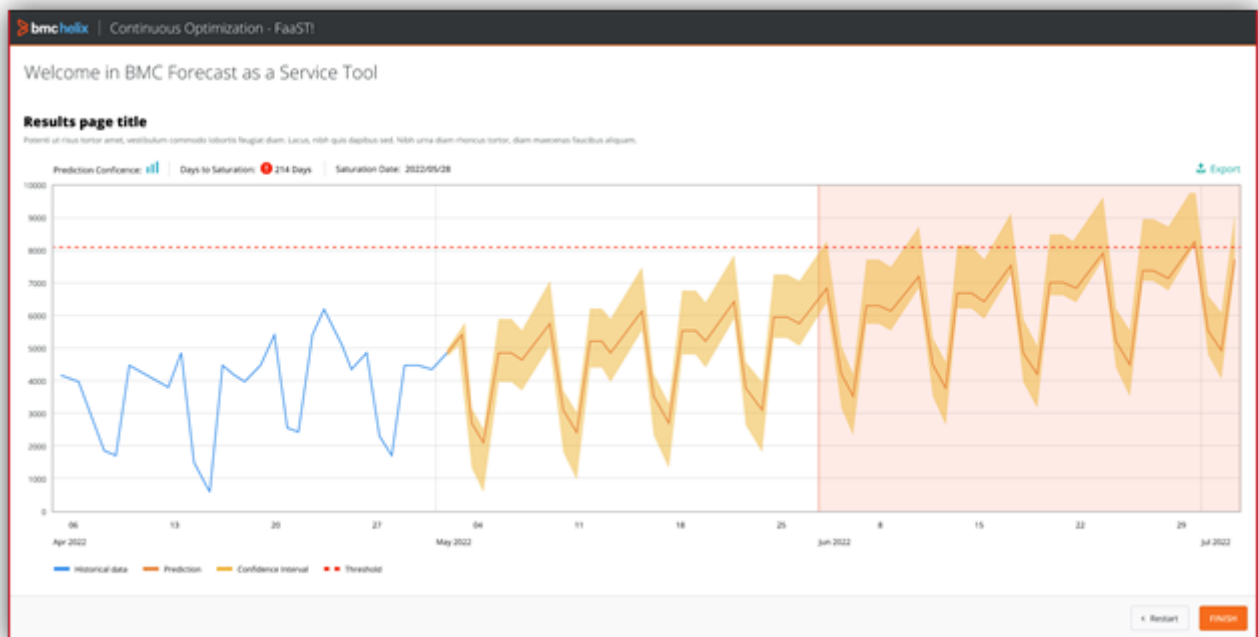 bmc helix | Continuous Optimization - FaaST!
Welcome in BMC Forecast as a Service Tool
Results page title
Potenti ut risus tortor amet, vestibulum commodo lobortis feugiat diam. Lacus, nibh quis dapibus sed. Nibh urna diam rhoncus tortor, diam maecenas faucibus aliquam.
Prediction Conficence: Days to Saturation: 214 Days Saturation Date: 2022/05/28 Export
10000
9000
8000
7000
6000
5000
4000
3000
2000
1000
0
06 13 20 27 04 11 18 25 8 15 22 29
Apr 2022 May 2022 Jun 2022 Jul 2022
Historical data Prediction Confidence Interval Threshold
< Restart FINISH